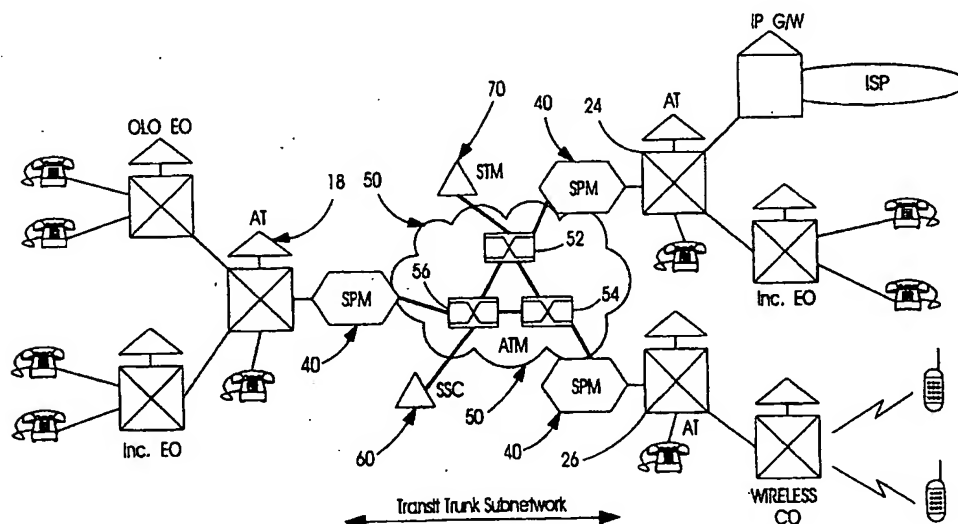 IP G/W
ISP
70
40
24
AT
OLO EO
STM
SPM
18
50
AT
52
56
54
SPM
Inc. EO
ATM
40
SSC
SPM
50
60
40
26
AT
Inc. EO
WIRELESS
CO
Transit Trunk Subnetwork